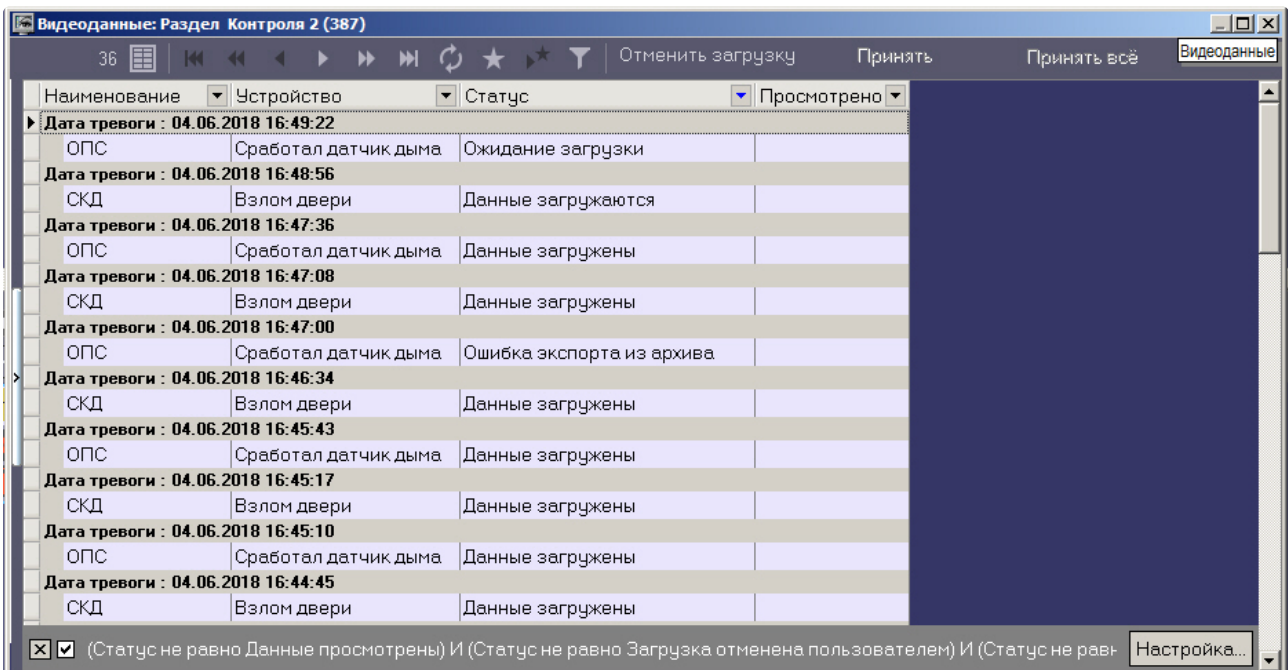 Видеоданные: Раздел Контроля 2 (387)
36 Отменить загрузку Принять Принять всё Видеоданные
Наименование Устройство Статус Просмотрено
Дата тревоги : 04.06.2018 16:49:22
ОПС Сработал датчик дыма Ожидание загрузки
Дата тревоги : 04.06.2018 16:48:56
СКД Взлом двери Данные загружаются
Дата тревоги : 04.06.2018 16:47:36
ОПС Сработал датчик дыма Данные загружены
Дата тревоги : 04.06.2018 16:47:08
СКД Взлом двери Данные загружены
Дата тревоги : 04.06.2018 16:47:00
ОПС Сработал датчик дыма Ошибка экспорта из архива
Дата тревоги : 04.06.2018 16:46:34
СКД Взлом двери Данные загружены
Дата тревоги : 04.06.2018 16:45:43
ОПС Сработал датчик дыма Данные загружены
Дата тревоги : 04.06.2018 16:45:17
СКД Взлом двери Данные загружены
Дата тревоги : 04.06.2018 16:45:10
ОПС Сработал датчик дыма Данные загружены
Дата тревоги : 04.06.2018 16:44:45
СКД Взлом двери Данные загружены
(Статус не равно Данные просмотрены) И (Статус не равно Загрузка отменена пользователем) И (Статус не равн Настройка...